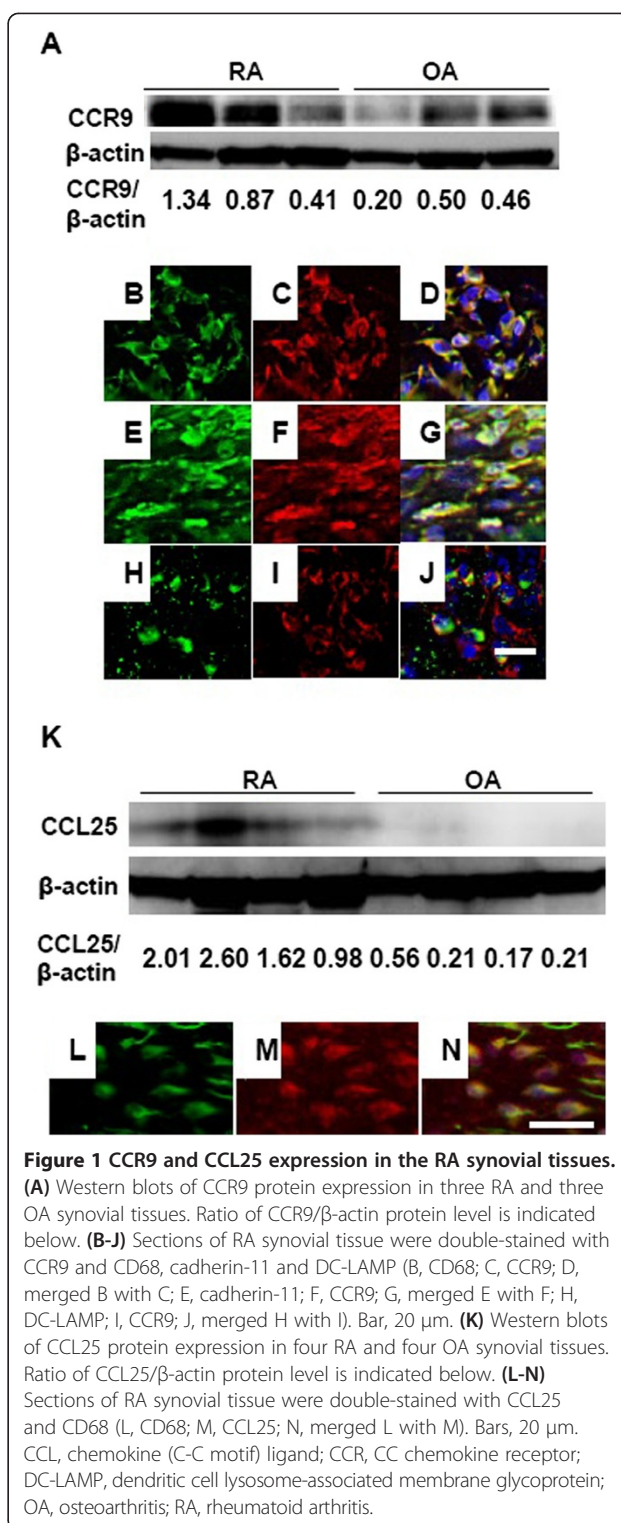 A
RA OA
CCR9
β-actin
CCR9/
β-actin 1.34 0.87 0.41 0.20 0.50 0.46
B C D
E F G
H I J
K
RA OA
CCL25
β-actin
CCL25/
β-actin 2.01 2.60 1.62 0.98 0.56 0.21 0.17 0.21
L M N
Figure 1 CCR9 and CCL25 expression in the RA synovial tissues.
(A) Western blots of CCR9 protein expression in three RA and three
OA synovial tissues. Ratio of CCR9/β-actin protein level is indicated
below. (B-J) Sections of RA synovial tissue were double-stained with
CCR9 and CD68, cadherin-11 and DC-LAMP (B, CD68; C, CCR9; D,
merged B with C; E, cadherin-11; F, CCR9; G, merged E with F; H,
DC-LAMP; I, CCR9; J, merged H with I). Bar, 20 μm. (K) Western blots
of CCL25 protein expression in four RA and four OA synovial tissues.
Ratio of CCL25/β-actin protein level is indicated below. (L-N)
Sections of RA synovial tissue were double-stained with CCL25
and CD68 (L, CD68; M, CCL25; N, merged L with M). Bars, 20 μm.
CCL, chemokine (C-C motif) ligand; CCR, CC chemokine receptor;
DC-LAMP, dendritic cell lysosome-associated membrane glycoprotein;
OA, osteoarthritis; RA, rheumatoid arthritis.